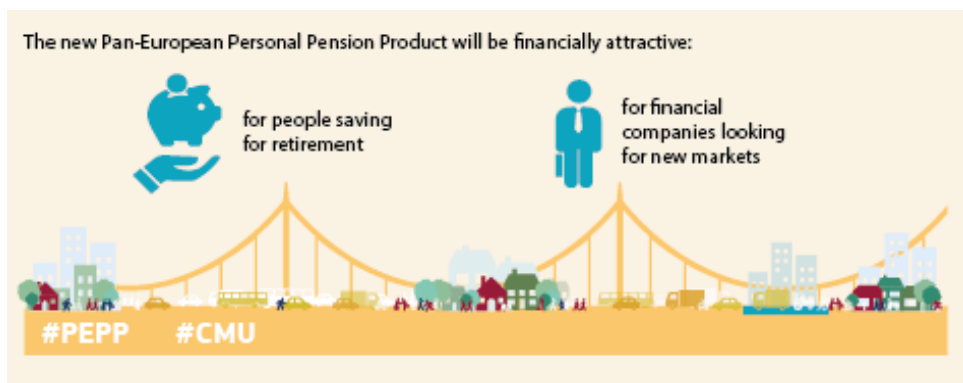 The new Pan-European Personal Pension Product will be financially attractive:
for people saving
for retirement
for financial
companies looking
for new markets
#PEPP #CMU